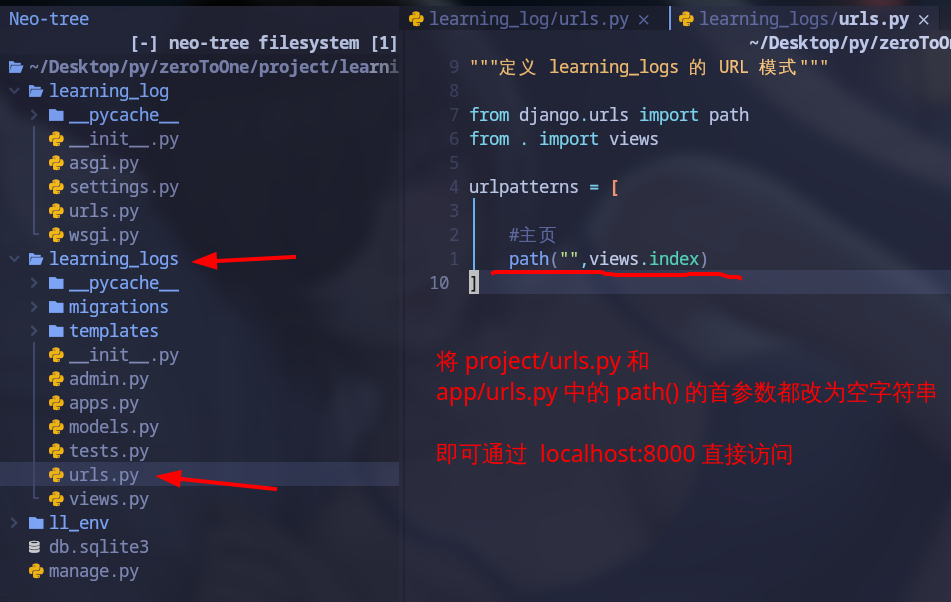 Neo-tree
[-] neo-tree filesystem [1]
~/Desktop/py/zeroToOne/project/learni
learning_log
__pycache__
__init__.py
asgi.py
settings.py
urls.py
wsgi.py
learning_logs
__pycache__
migrations
templates
__init__.py
admin.py
apps.py
models.py
tests.py
urls.py
views.py
ll_env
db.sqlite3
manage.py
learning_log/urls.py × learning_logs/urls.py ×
~/Desktop/py/zeroToO
9 """定义 learning_logs 的 URL 模式"""
8
7 from django.urls import path
6 from . import views
5
4 urlpatterns = [
3
2 #主页
1 path("",views.index)
10 ]
将 project/urls.py 和
app/urls.py 中的 path() 的首参数都改为空字符串
即可通过 localhost:8000 直接访问